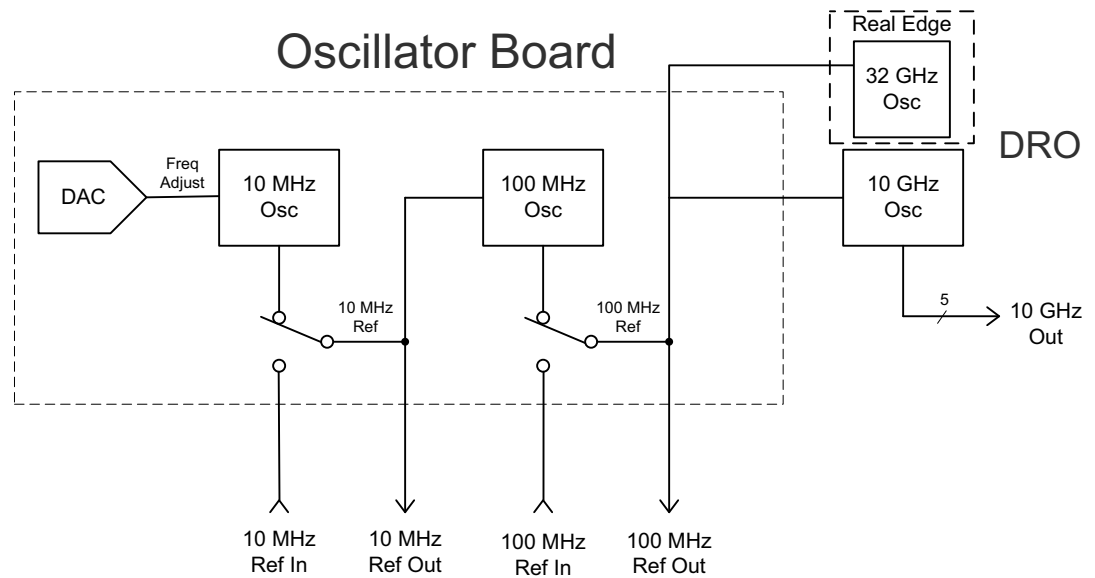 Real Edge
Oscillator Board
32 GHz
Osc
DRO
DAC
Freq
Adjust
10 MHz
Osc
100 MHz
Osc
10 GHz
Osc
10 MHz
Ref
100 MHz
Ref
5
10 GHz
Out
10 MHz
Ref In
10 MHz
Ref Out
100 MHz
Ref In
100 MHz
Ref Out